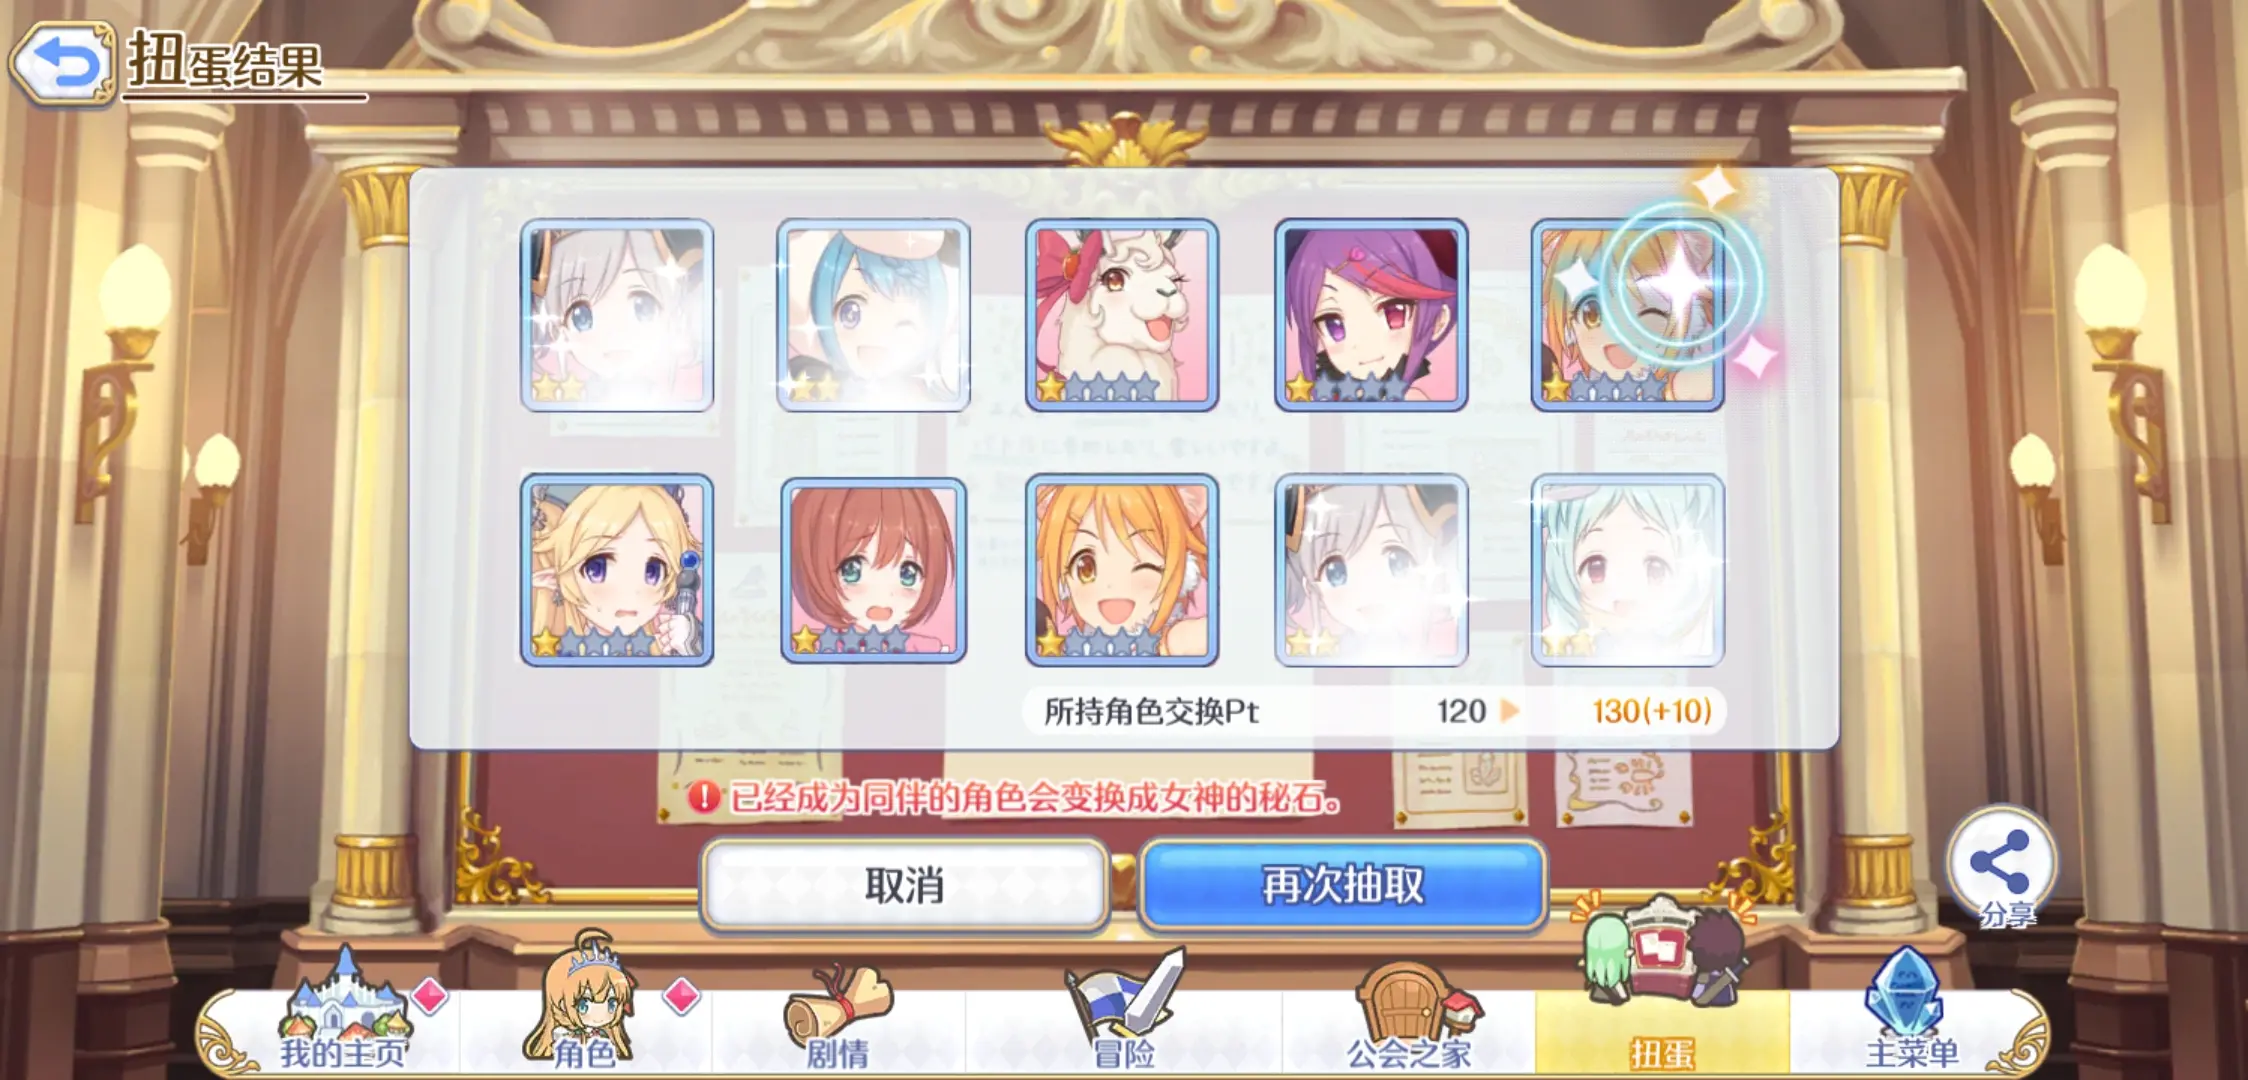 扭蛋结果
所持角色交换Pt 120 130(+10)
已经成为同伴的角色会变换成女神的秘石。
取消
再次抽取
分享
我的主页
角色
剧情
冒险
公会之家
扭蛋
主菜单